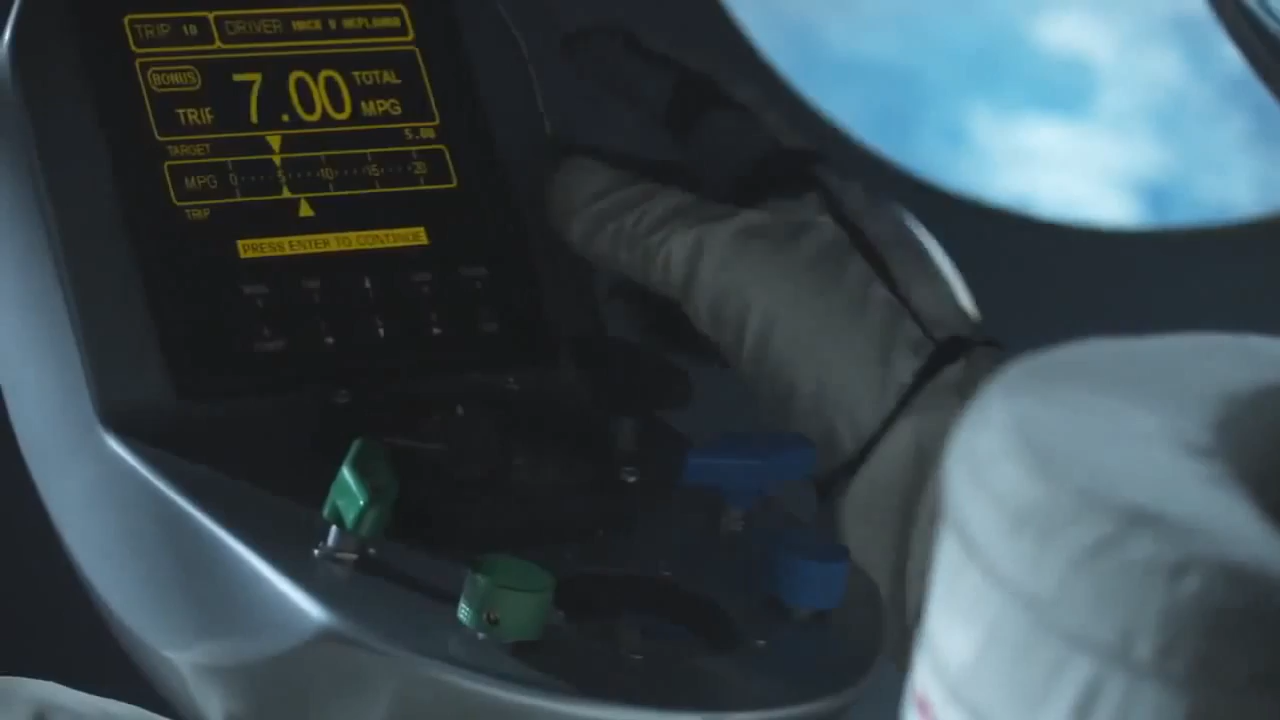 TRIP 10 DRIVER
BONUS
TRIP 7.00 TOTAL MPG
5.00
TARGET
MPG 0 5 10 15 20
TRIP
PRESS ENTER TO CONTINUE